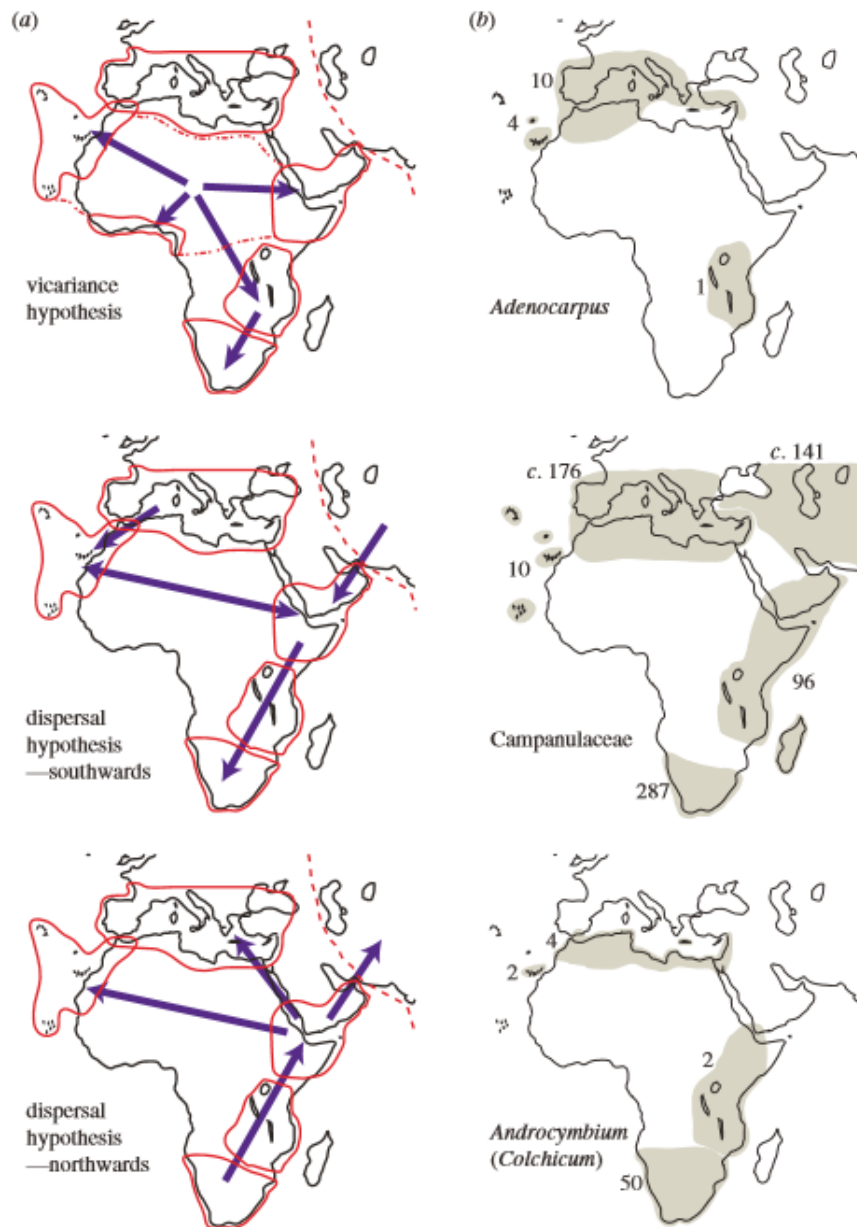 (a)
(b)
10
4
vicariance
hypothesis
1
Adenocarpus
c. 141
c. 176
10
dispersal
hypothesis
—southwards
96
Campanulaceae
287
4
2
2
dispersal
hypothesis
—northwards
Androcymbium
(Colchicum)
50